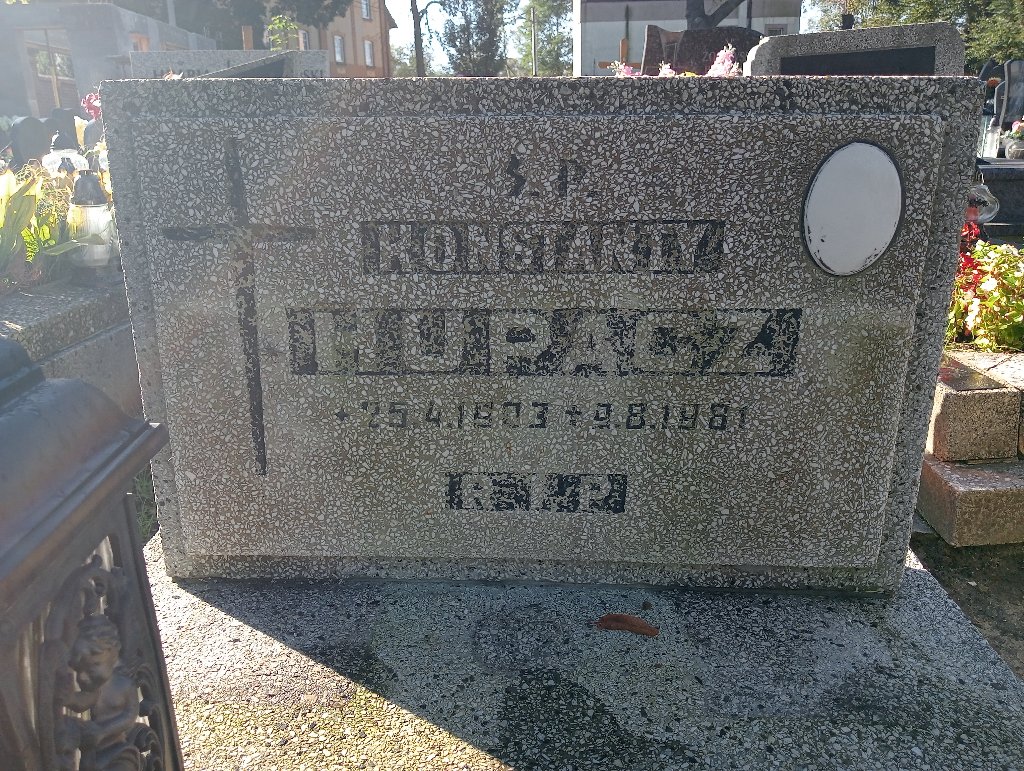 Ś.P.
KONSTANTY
*25.4.1903 +9.8.1981
R.I.P.